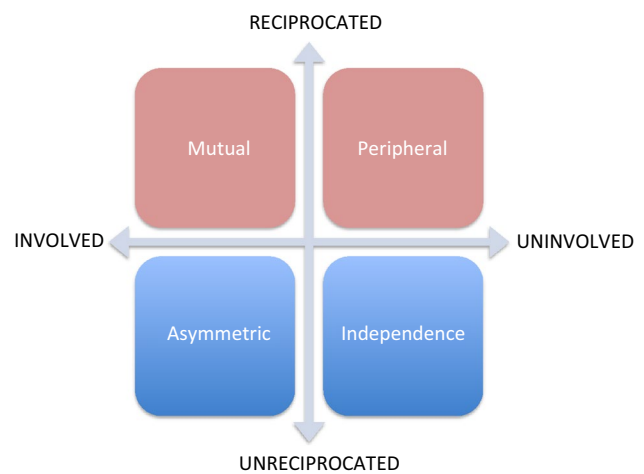 RECIPROCATED
Mutual
Peripheral
INVOLVED
UNINVOLVED
Asymmetric
Independence
UNRECIPROCATED